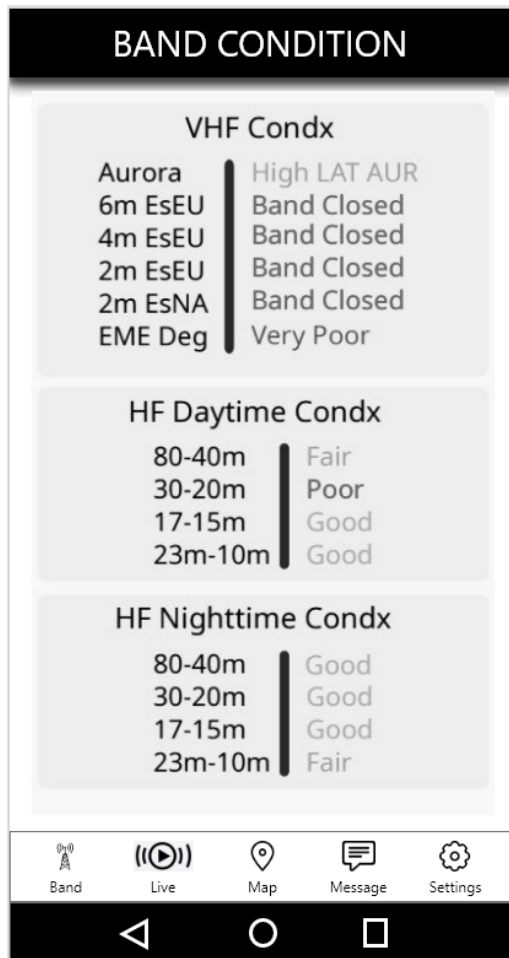 BAND CONDITION
VHF Condx
Aurora High LAT AUR
6m EsEU Band Closed
4m EsEU Band Closed
2m EsEU Band Closed
2m EsNA Band Closed
EME Deg Very Poor
HF Daytime Condx
80-40m Fair
30-20m Poor
17-15m Good
23m-10m Good
HF Nighttime Condx
80-40m Good
30-20m Good
17-15m Good
23m-10m Fair
Band Live Map Message Settings